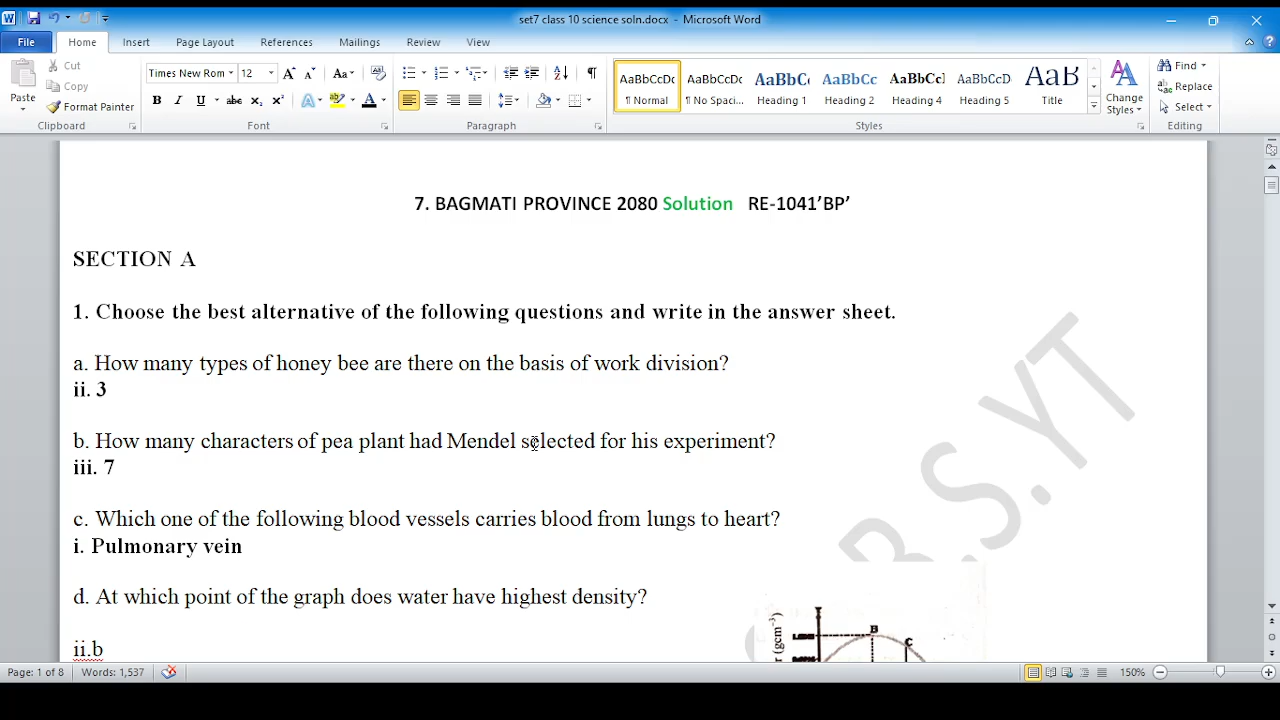 set7 class 10 science soln.docx - Microsoft Word
File Home Insert Page Layout References Mailings Review View
Paste
Cut
Copy
Format Painter
Clipboard
Times New Rom 12
Font
Paragraph
AaBbCcDc AaBbCcDc AaBbC AaBbCc AaBbCcI AaBbCcD AaB
¶ Normal ¶ No Spaci... Heading 1 Heading 2 Heading 4 Heading 5 Title
Change Styles
Styles
Find
Replace
Select
Editing
7. BAGMATI PROVINCE 2080 Solution RE-1041’BP’
SECTION A
1. Choose the best alternative of the following questions and write in the answer sheet.
a. How many types of honey bee are there on the basis of work division?
ii. 3
b. How many characters of pea plant had Mendel selected for his experiment?
iii. 7
c. Which one of the following blood vessels carries blood from lungs to heart?
i. Pulmonary vein
d. At which point of the graph does water have highest density?
ii.b
B
C
(gcm⁻³)
B.S.YT
Page: 1 of 8 Words: 1,537 150%